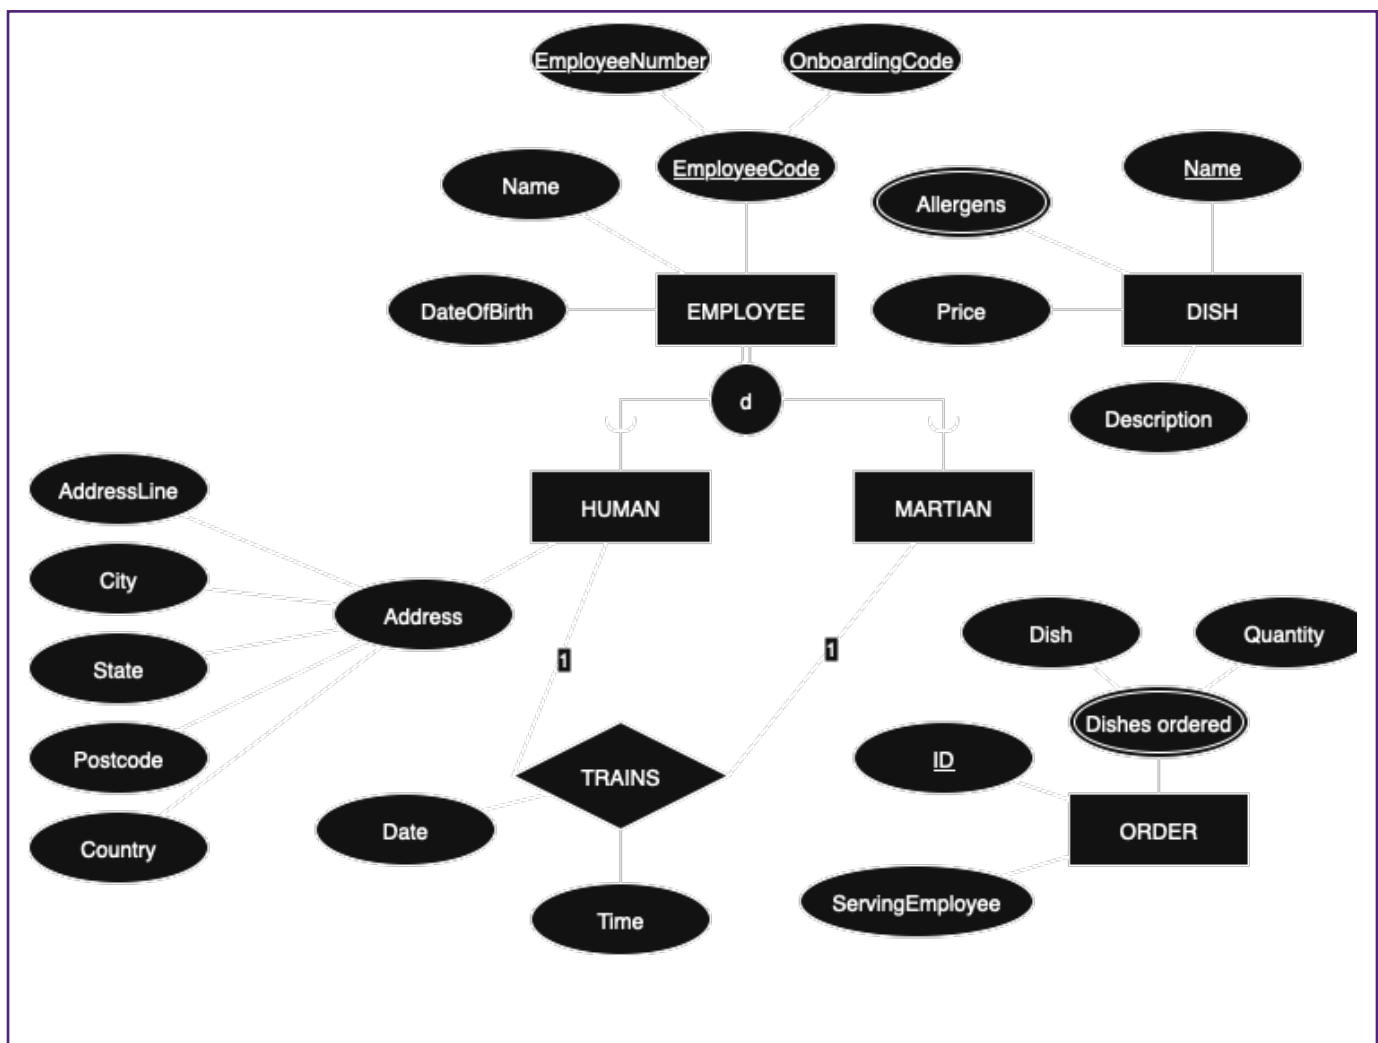 EmployeeNumber
OnboardingCode
EmployeeCode
Name
Name
Allergens
DateOfBirth
EMPLOYEE
Price
DISH
d
Description
AddressLine
HUMAN
MARTIAN
City
Address
Dish
Quantity
State
1
1
Dishes ordered
Postcode
TRAINS
ID
Date
ORDER
Country
ServingEmployee
Time